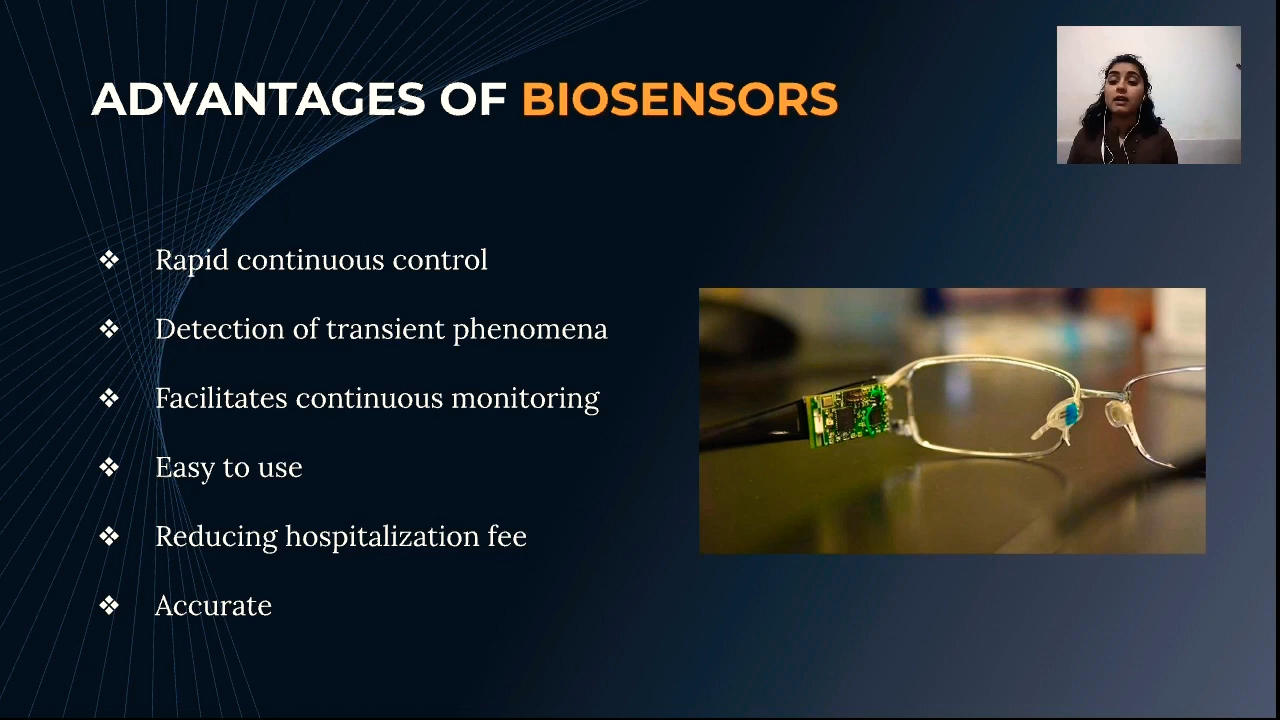 ADVANTAGES OF BIOSENSORS
❖ Rapid continuous control
❖ Detection of transient phenomena
❖ Facilitates continuous monitoring
❖ Easy to use
❖ Reducing hospitalization fee
❖ Accurate